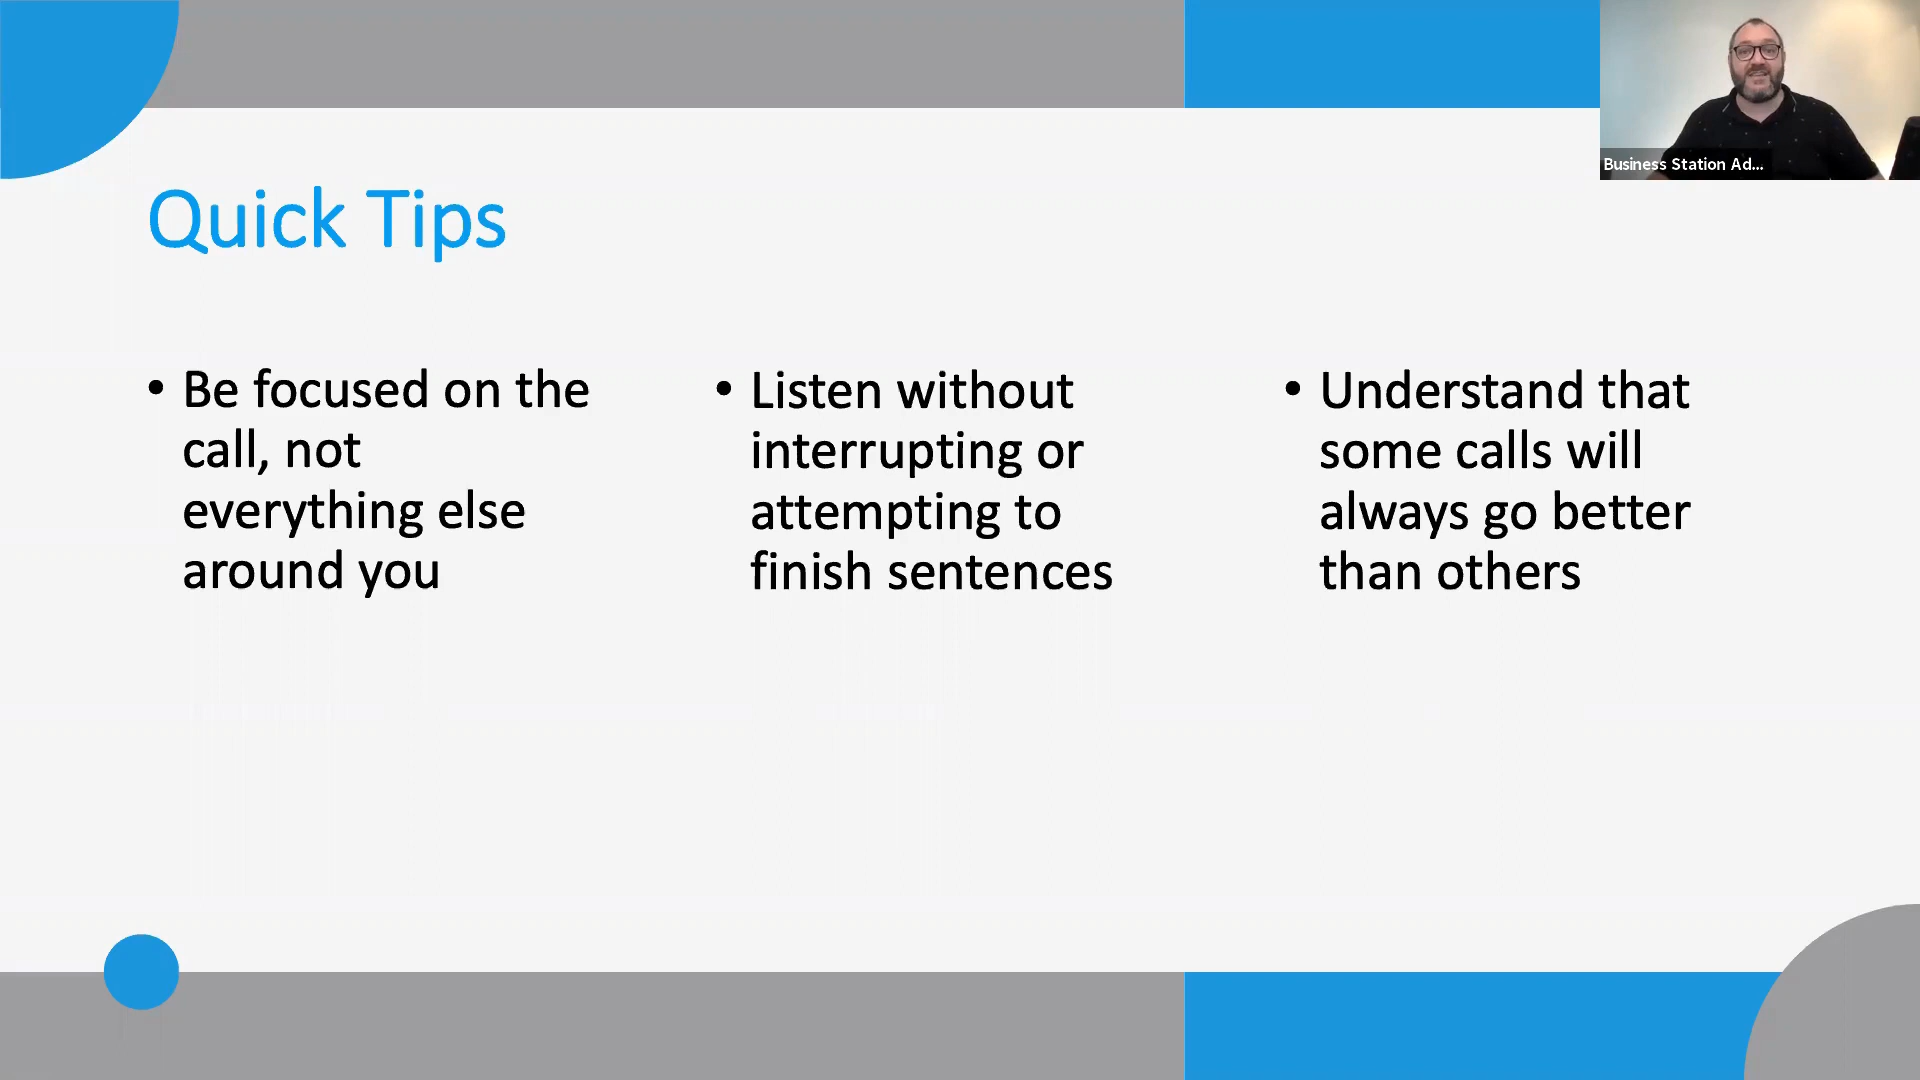 Business Station Ad...
Quick Tips
• Be focused on the
call, not
everything else
around you
• Listen without
interrupting or
attempting to
finish sentences
• Understand that
some calls will
always go better
than others